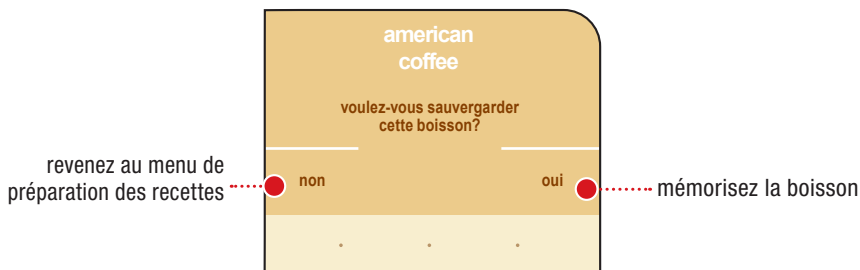 american
coffee
voulez-vous sauvergarder
cette boisson?
revenez au menu de
préparation des recettes
non
oui
mémorisez la boisson